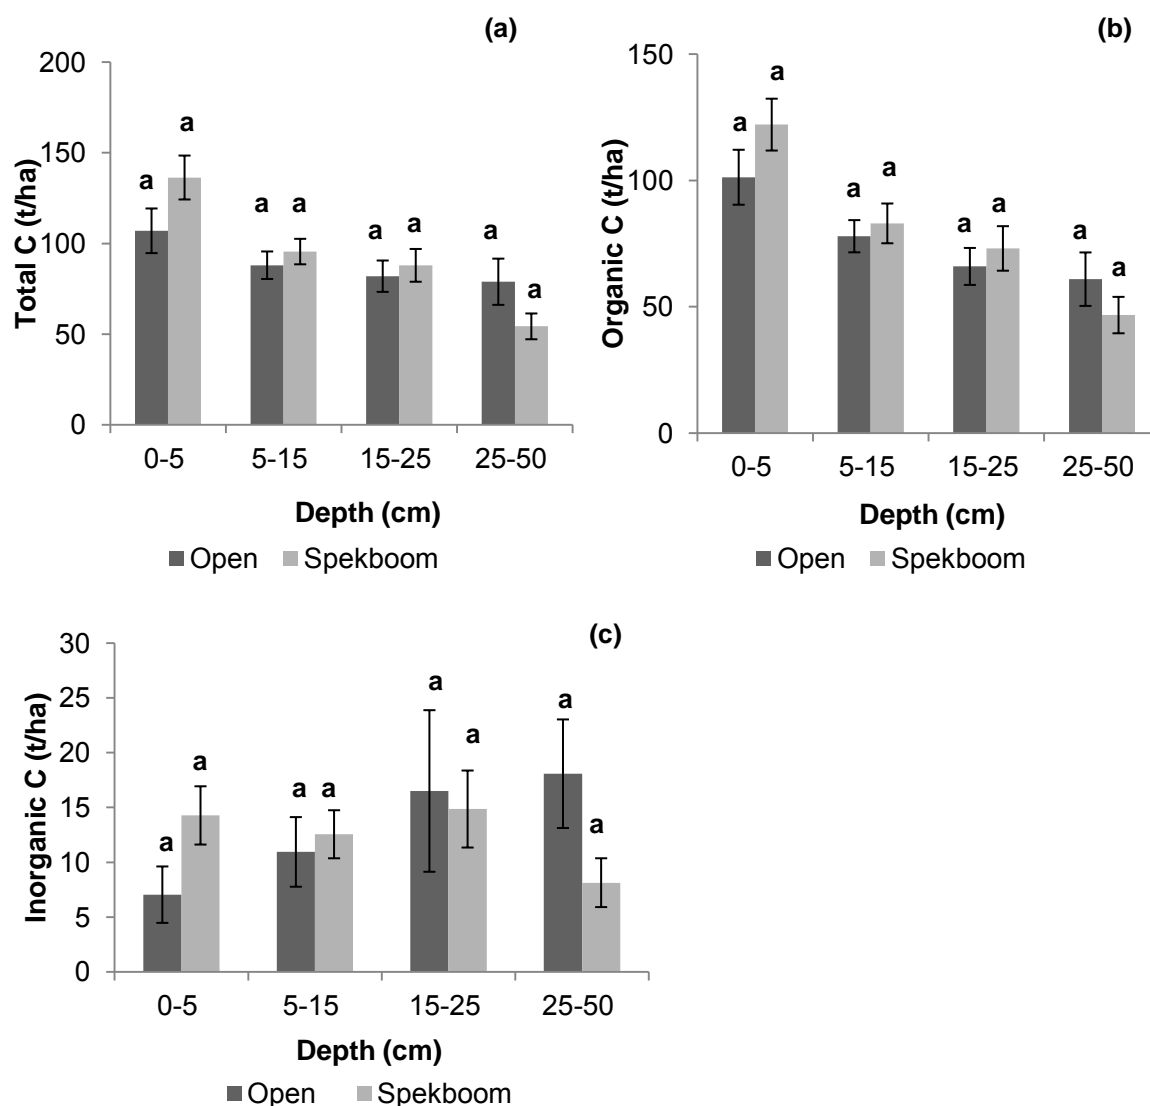 (a)
200
150
100
50
0
Total C (t/ha)
a a a a a a a a
0-5 5-15 15-25 25-50
Depth (cm)
Open Spekboom
(b)
150
100
50
0
Organic C (t/ha)
a a a a a a a a
0-5 5-15 15-25 25-50
Depth (cm)
Open Spekboom
(c)
30
25
20
15
10
5
0
Inorganic C (t/ha)
a a a a a a a a
0-5 5-15 15-25 25-50
Depth (cm)
Open Spekboom